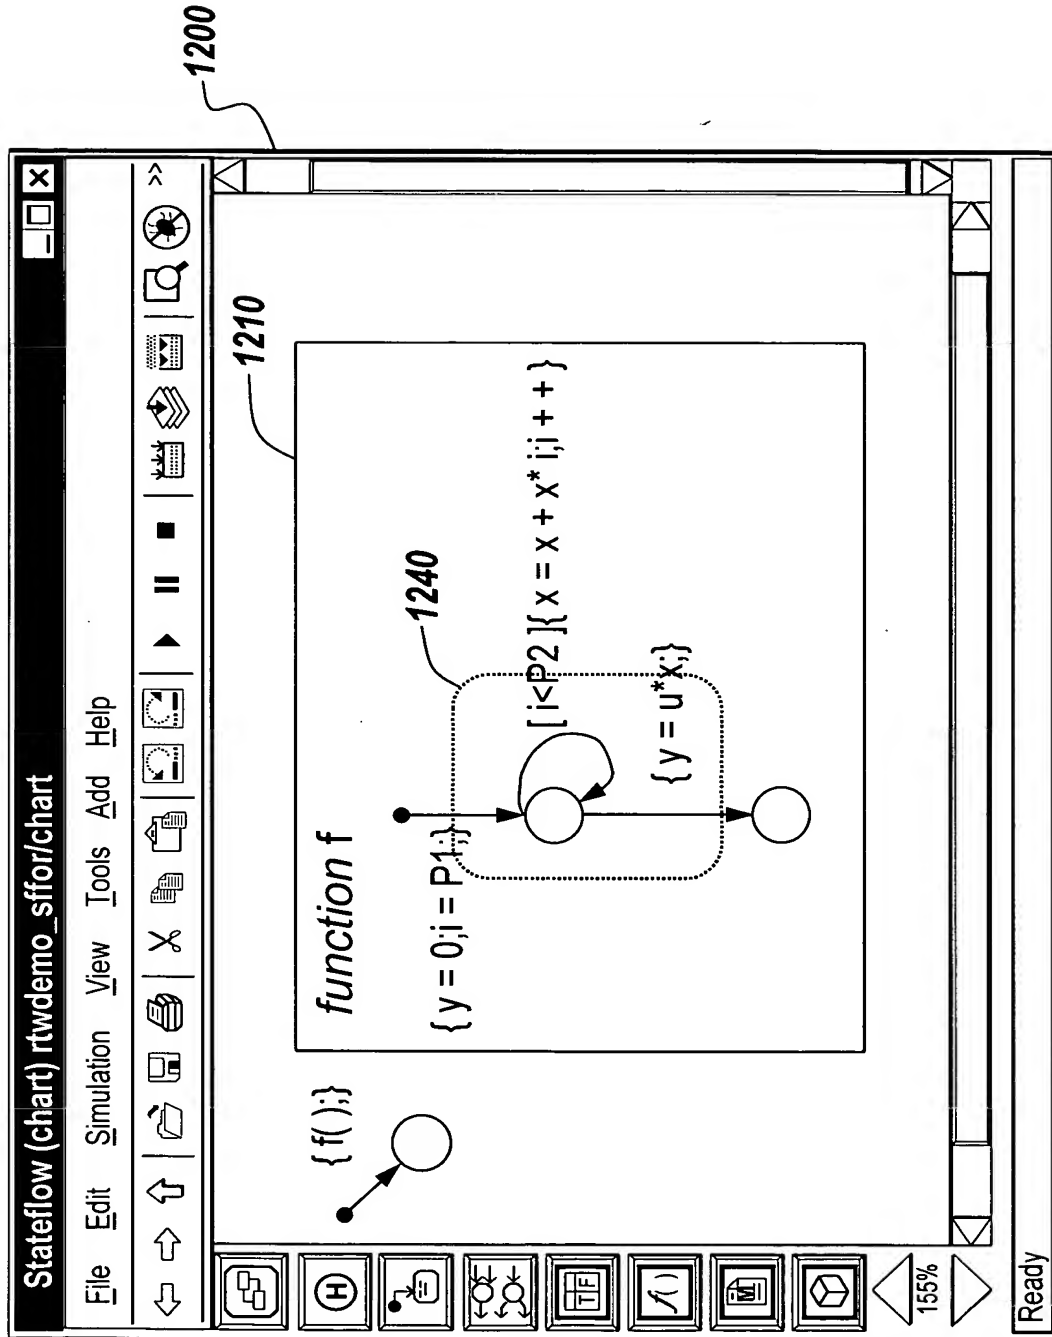 1200
Stateflow (chart) rtwdemo_sffor/chart
File Edit Simulation View Tools Add Help
>>
1210
{ f( );}
function f
1240
{ y = 0;i = P1;}
[ i<P2 ]{ x = x + x* i;i + + }
{ y = u*x;}
H
T F
f( )
M
155%
Ready